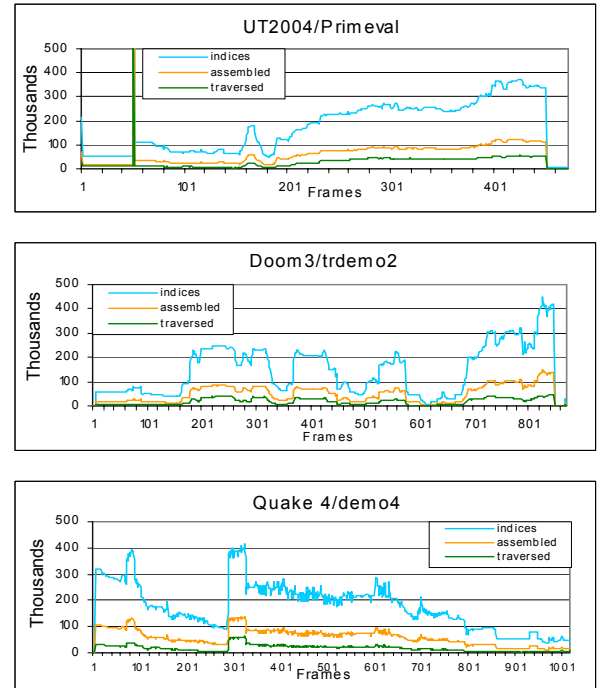 UT2004/Primeval
500
400
300
200
100
0
Thousands
indices
assembled
traversed
1 101 201 301 401
Frames
Doom3/trdemo2
500
400
300
200
100
0
Thousands
indices
assembled
traversed
1 101 201 301 401 501 601 701 801
Frames
Quake 4/demo4
500
400
300
200
100
0
Thousands
indices
assembled
traversed
1 101 201 301 401 501 601 701 801 901 1001
Frames